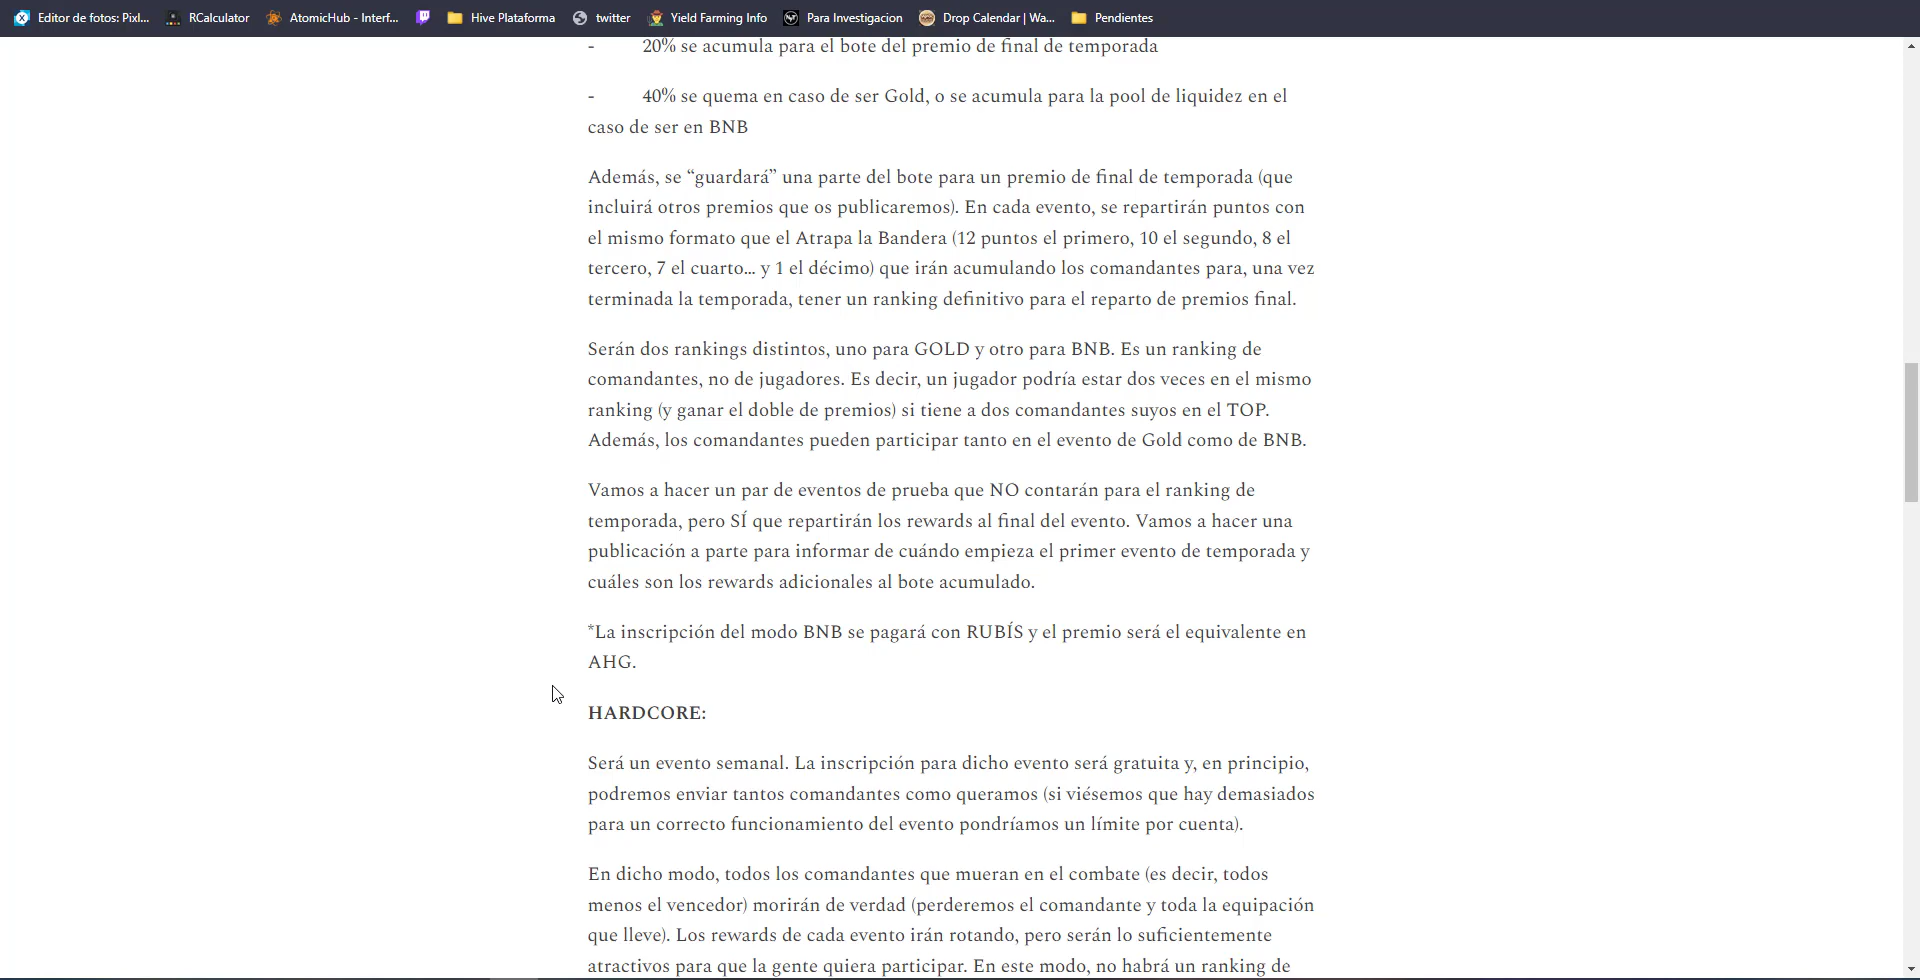 Editor de fotos: Pixl... RCalculator AtomicHub - Interf... Hive Plataforma twitter Yield Farming Info Para Investigacion Drop Calendar | Wa... Pendientes
- 20% se acumula para el bote del premio de final de temporada
- 40% se quema en caso de ser Gold, o se acumula para la pool de liquidez en el
caso de ser en BNB
Además, se “guardará” una parte del bote para un premio de final de temporada (que
incluirá otros premios que os publicaremos). En cada evento, se repartirán puntos con
el mismo formato que el Atrapa la Bandera (12 puntos el primero, 10 el segundo, 8 el
tercero, 7 el cuarto... y 1 el décimo) que irán acumulando los comandantes para, una vez
terminada la temporada, tener un ranking definitivo para el reparto de premios final.
Serán dos rankings distintos, uno para GOLD y otro para BNB. Es un ranking de
comandantes, no de jugadores. Es decir, un jugador podría estar dos veces en el mismo
ranking (y ganar el doble de premios) si tiene a dos comandantes suyos en el TOP.
Además, los comandantes pueden participar tanto en el evento de Gold como de BNB.
Vamos a hacer un par de eventos de prueba que NO contarán para el ranking de
temporada, pero SÍ que repartirán los rewards al final del evento. Vamos a hacer una
publicación a parte para informar de cuándo empieza el primer evento de temporada y
cuáles son los rewards adicionales al bote acumulado.
*La inscripción del modo BNB se pagará con RUBÍS y el premio será el equivalente en
AHG.
HARDCORE:
Será un evento semanal. La inscripción para dicho evento será gratuita y, en principio,
podremos enviar tantos comandantes como queramos (si viésemos que hay demasiados
para un correcto funcionamiento del evento pondríamos un límite por cuenta).
En dicho modo, todos los comandantes que mueran en el combate (es decir, todos
menos el vencedor) morirán de verdad (perderemos el comandante y toda la equipación
que lleve). Los rewards de cada evento irán rotando, pero serán lo suficientemente
atractivos para que la gente quiera participar. En este modo, no habrá un ranking de